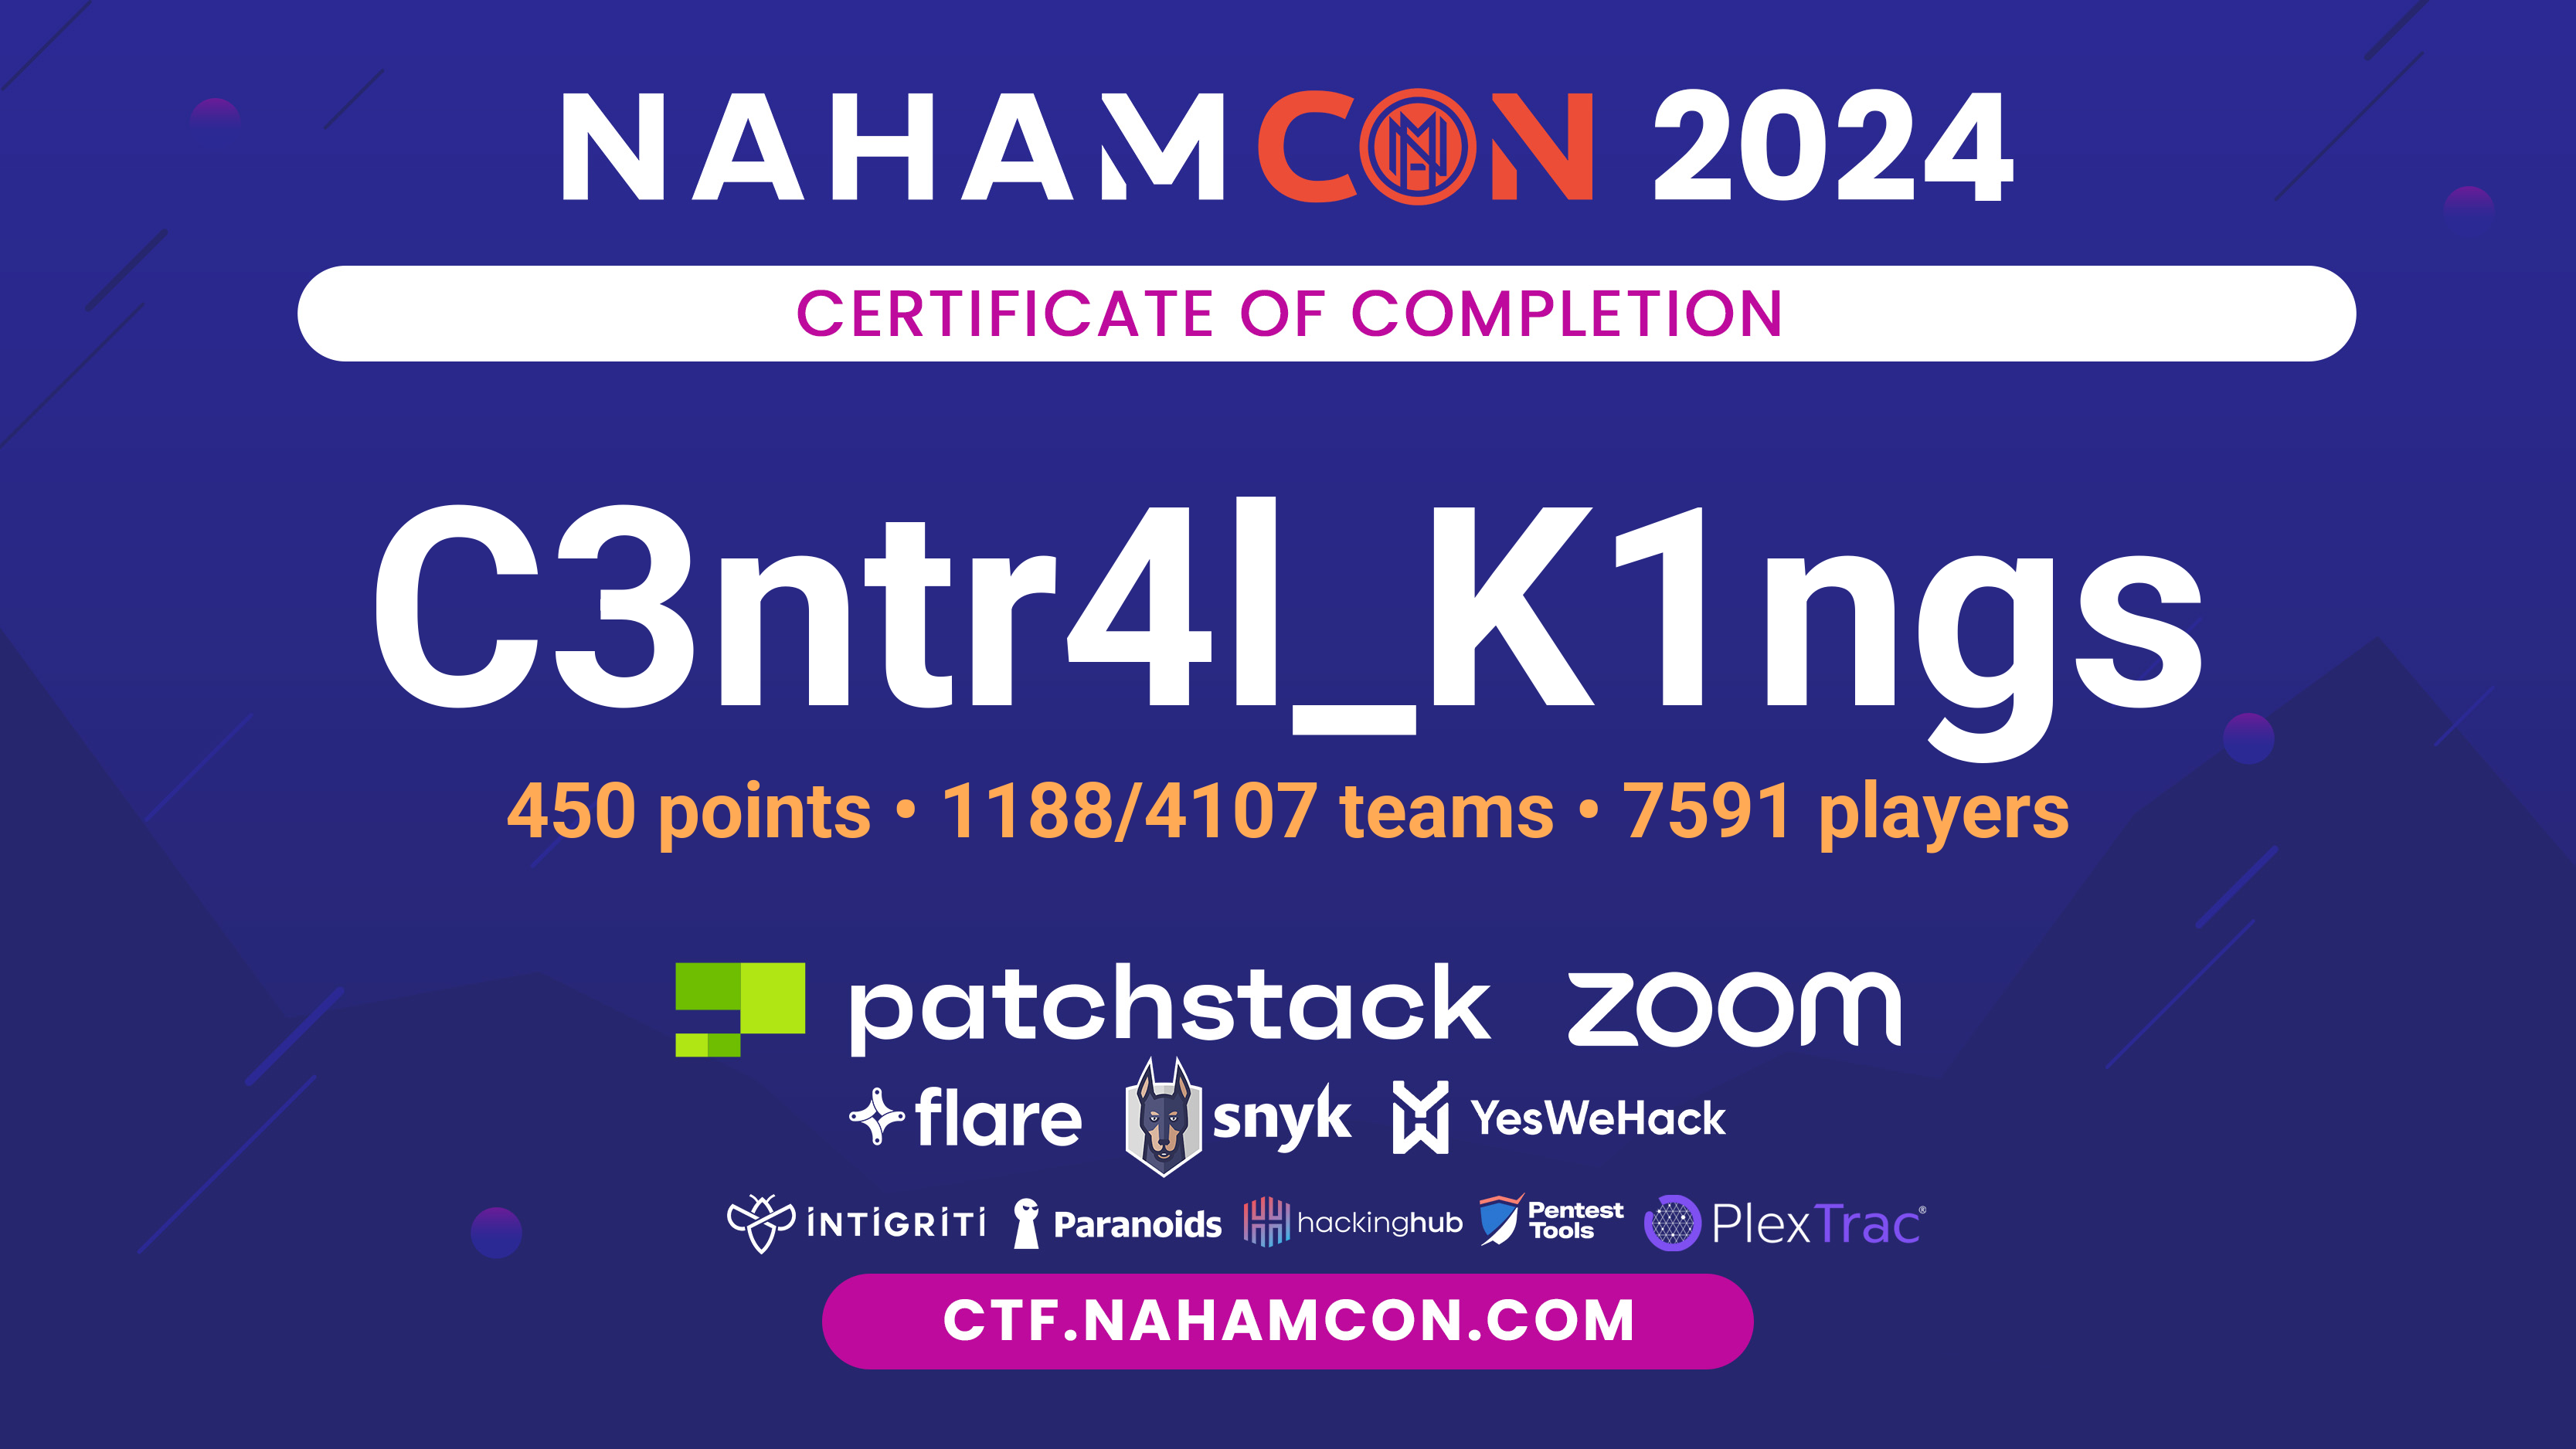 NAHAMCON 2024
CERTIFICATE OF COMPLETION
C3ntr4l_K1ngs
450 points • 1188/4107 teams • 7591 players
patchstack zoom
flare snyk YesWeHack
INTIGRITI Paranoids hackinghub Pentest Tools PlexTrac®
CTF.NAHAMCON.COM